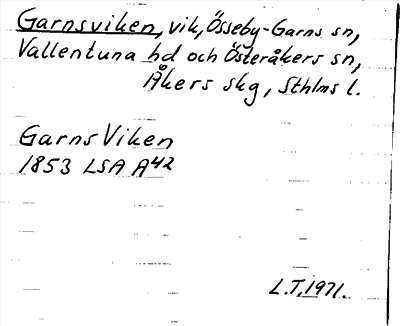 Garnsviken, vik, Össeby-Garns sn,
Vallentuna hd och Österåkers sn,
Åkers skg, Sthlms l.
Garns Viken
1853 LSA A42
L.T. 1971.